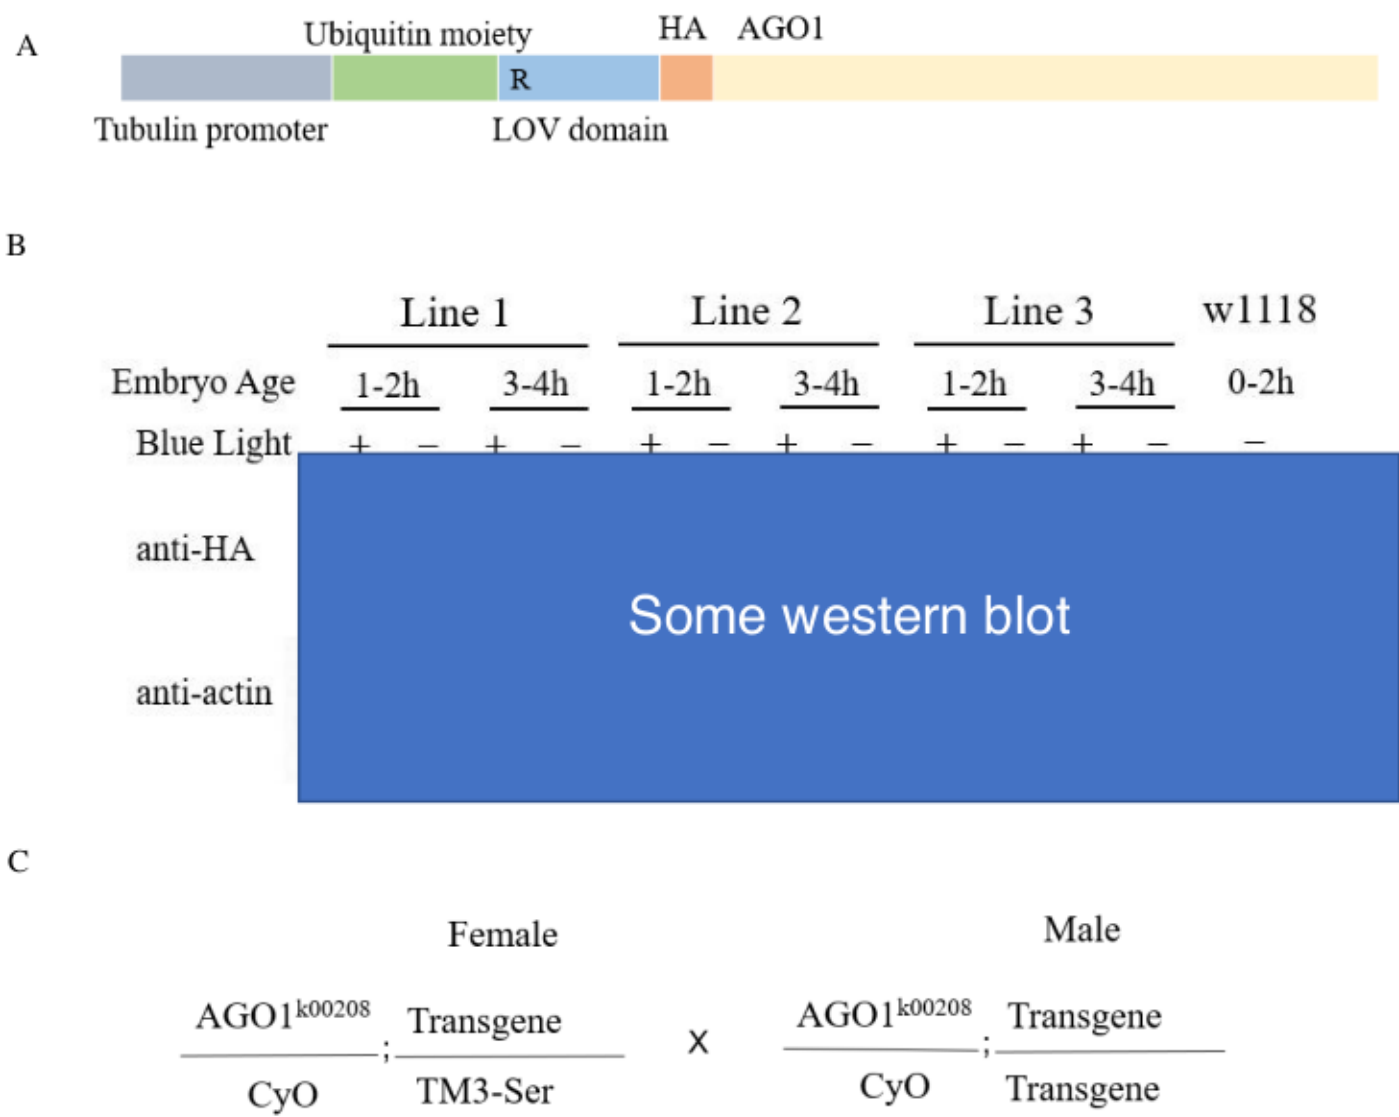 A
Ubiquitin moiety
HA AGO1
R
Tubulin promoter
LOV domain
B
Line 1 Line 2 Line 3 w1118
Embryo Age 1-2h 3-4h 1-2h 3-4h 1-2h 3-4h 0-2h
Blue Light + – + – + – + – + – + – –
anti-HA
Some western blot
anti-actin
C
Female Male
AGO1k00208 ; Transgene x AGO1k00208 ; Transgene
CyO TM3-Ser CyO Transgene